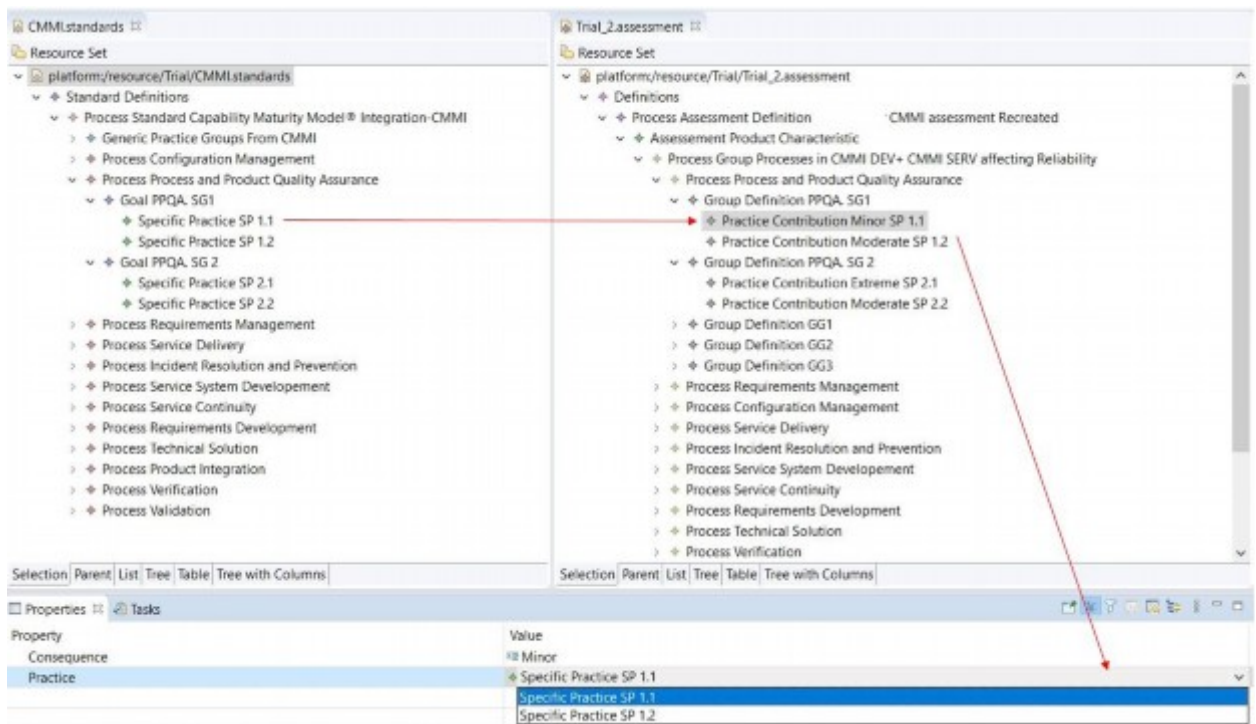 CMMI.standards
Resource Set
platform:/resource/Trial/CMMI.standards
Standard Definitions
Process Standard Capability Maturity Model® Integration-CMMI
Generic Practice Groups From CMMI
Process Configuration Management
Process Process and Product Quality Assurance
Goal PPQA. SG1
Specific Practice SP 1.1
Specific Practice SP 1.2
Goal PPQA. SG 2
Specific Practice SP 2.1
Specific Practice SP 2.2
Process Requirements Management
Process Service Delivery
Process Incident Resolution and Prevention
Process Service System Developement
Process Service Continuity
Process Requirements Development
Process Technical Solution
Process Product Integration
Process Verification
Process Validation
Selection Parent List Tree Table Tree with Columns
Trial_2.assessment
Resource Set
platform:/resource/Trial/Trial_2.assessment
Definitions
Process Assessment Definition CMMI assessment Recreated
Assessement Product Characteristic
Process Group Processes in CMMI DEV+ CMMI SERV affecting Reliability
Process Process and Product Quality Assurance
Group Definition PPQA. SG1
Practice Contribution Minor SP 1.1
Practice Contribution Moderate SP 1.2
Group Definition PPQA. SG 2
Practice Contribution Extreme SP 2.1
Practice Contribution Moderate SP 2.2
Group Definition GG1
Group Definition GG2
Group Definition GG3
Process Requirements Management
Process Configuration Management
Process Service Delivery
Process Incident Resolution and Prevention
Process Service System Developement
Process Service Continuity
Process Requirements Development
Process Technical Solution
Process Verification
Selection Parent List Tree Table Tree with Columns
Properties Tasks
Property Value
Consequence Minor
Practice Specific Practice SP 1.1
Specific Practice SP 1.1
Specific Practice SP 1.2